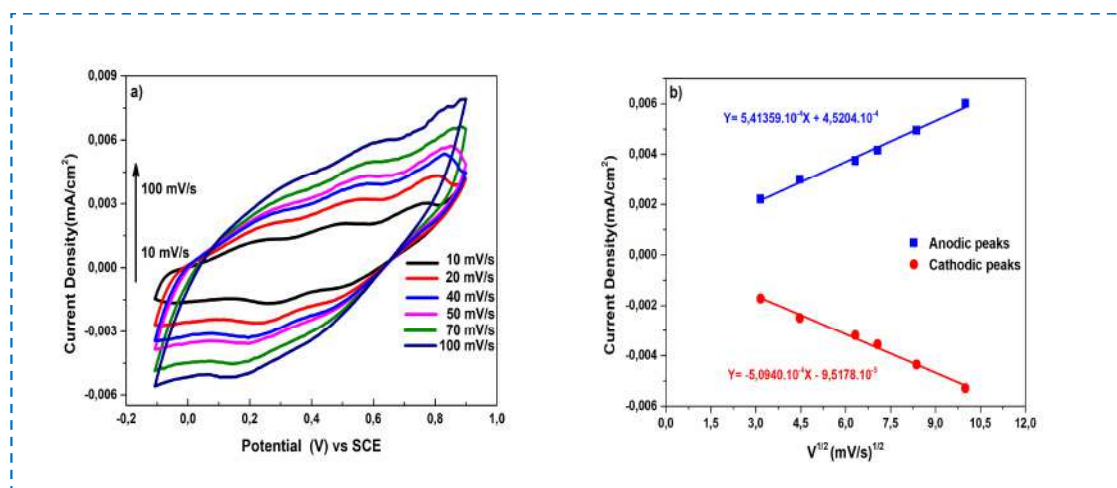 a)
0,009
0,006
0,003
0,000
-0,003
-0,006
-0,2
0,0
0,2
0,4
0,6
0,8
1,0
Current Density(mA/cm²)
Potential (V) vs SCE
100 mV/s
10 mV/s
10 mV/s
20 mV/s
40 mV/s
50 mV/s
70 mV/s
100 mV/s
b)
0,006
0,004
0,002
0,000
-0,002
-0,004
-0,006
0,0
1,5
3,0
4,5
6,0
7,5
9,0
10,5
12,0
Current Density(mA/cm²)
V^1/2 (mV/s)^1/2
Y= 5,41359.10⁻⁴X + 4,5204.10⁻⁴
Anodic peaks
Cathodic peaks
Y= -5,0940.10⁻⁴X - 9,5178.10⁻⁵